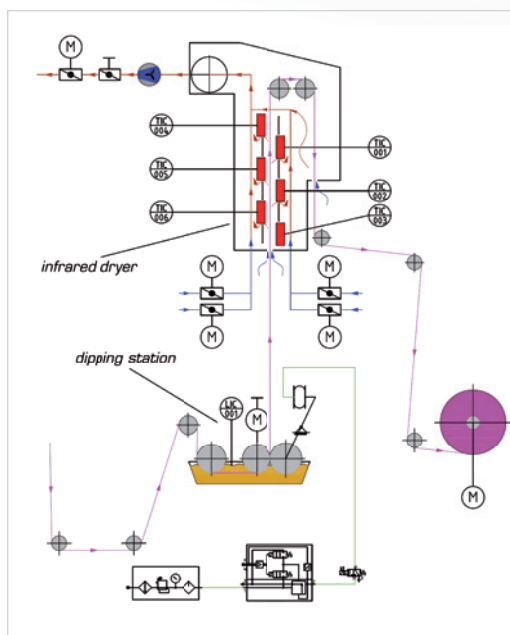 M
TIC
004
TIC
001
TIC
005
TIC
002
TIC
006
TIC
003
infrared dryer
M
M
M
M
dipping station
LIC
001
M
M